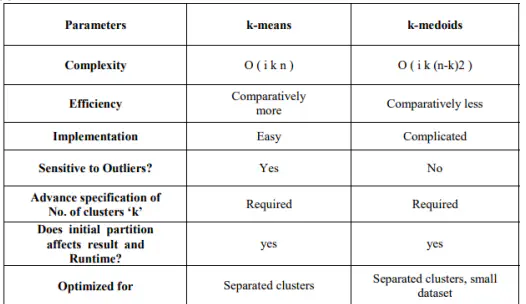 Parameters k-means k-medoids
Complexity O ( i k n ) O ( i k (n-k)2 )
Efficiency Comparatively more Comparatively less
Implementation Easy Complicated
Sensitive to Outliers? Yes No
Advance specification of No. of clusters ‘k’ Required Required
Does initial partition affects result and Runtime? yes yes
Optimized for Separated clusters Separated clusters, small dataset